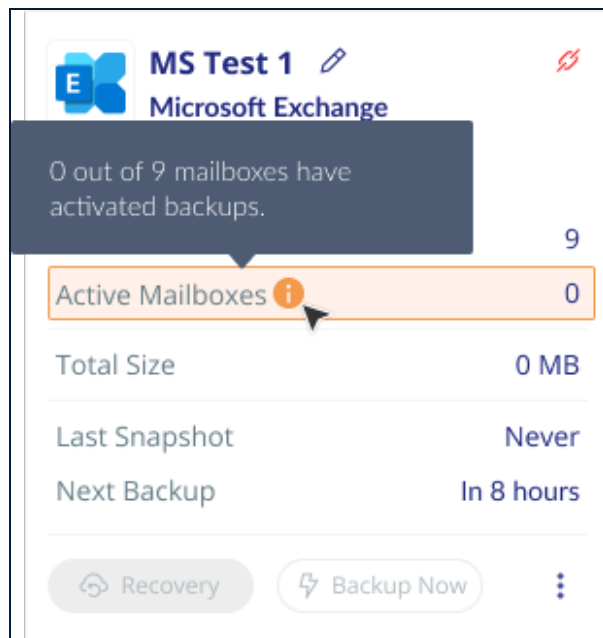 MS Test 1
E
Microsoft Exchange
0 out of 9 mailboxes have
activated backups.
9
Active Mailboxes i 0
Total Size 0 MB
Last Snapshot Never
Next Backup In 8 hours
Recovery Backup Now